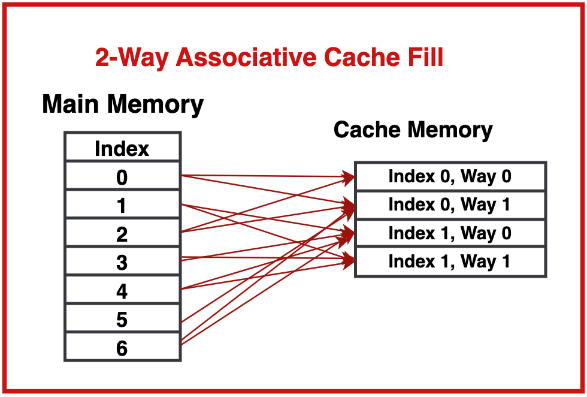 2-Way Associative Cache Fill
Main Memory
Index
0
1
2
3
4
5
6
Cache Memory
Index 0, Way 0
Index 0, Way 1
Index 1, Way 0
Index 1, Way 1